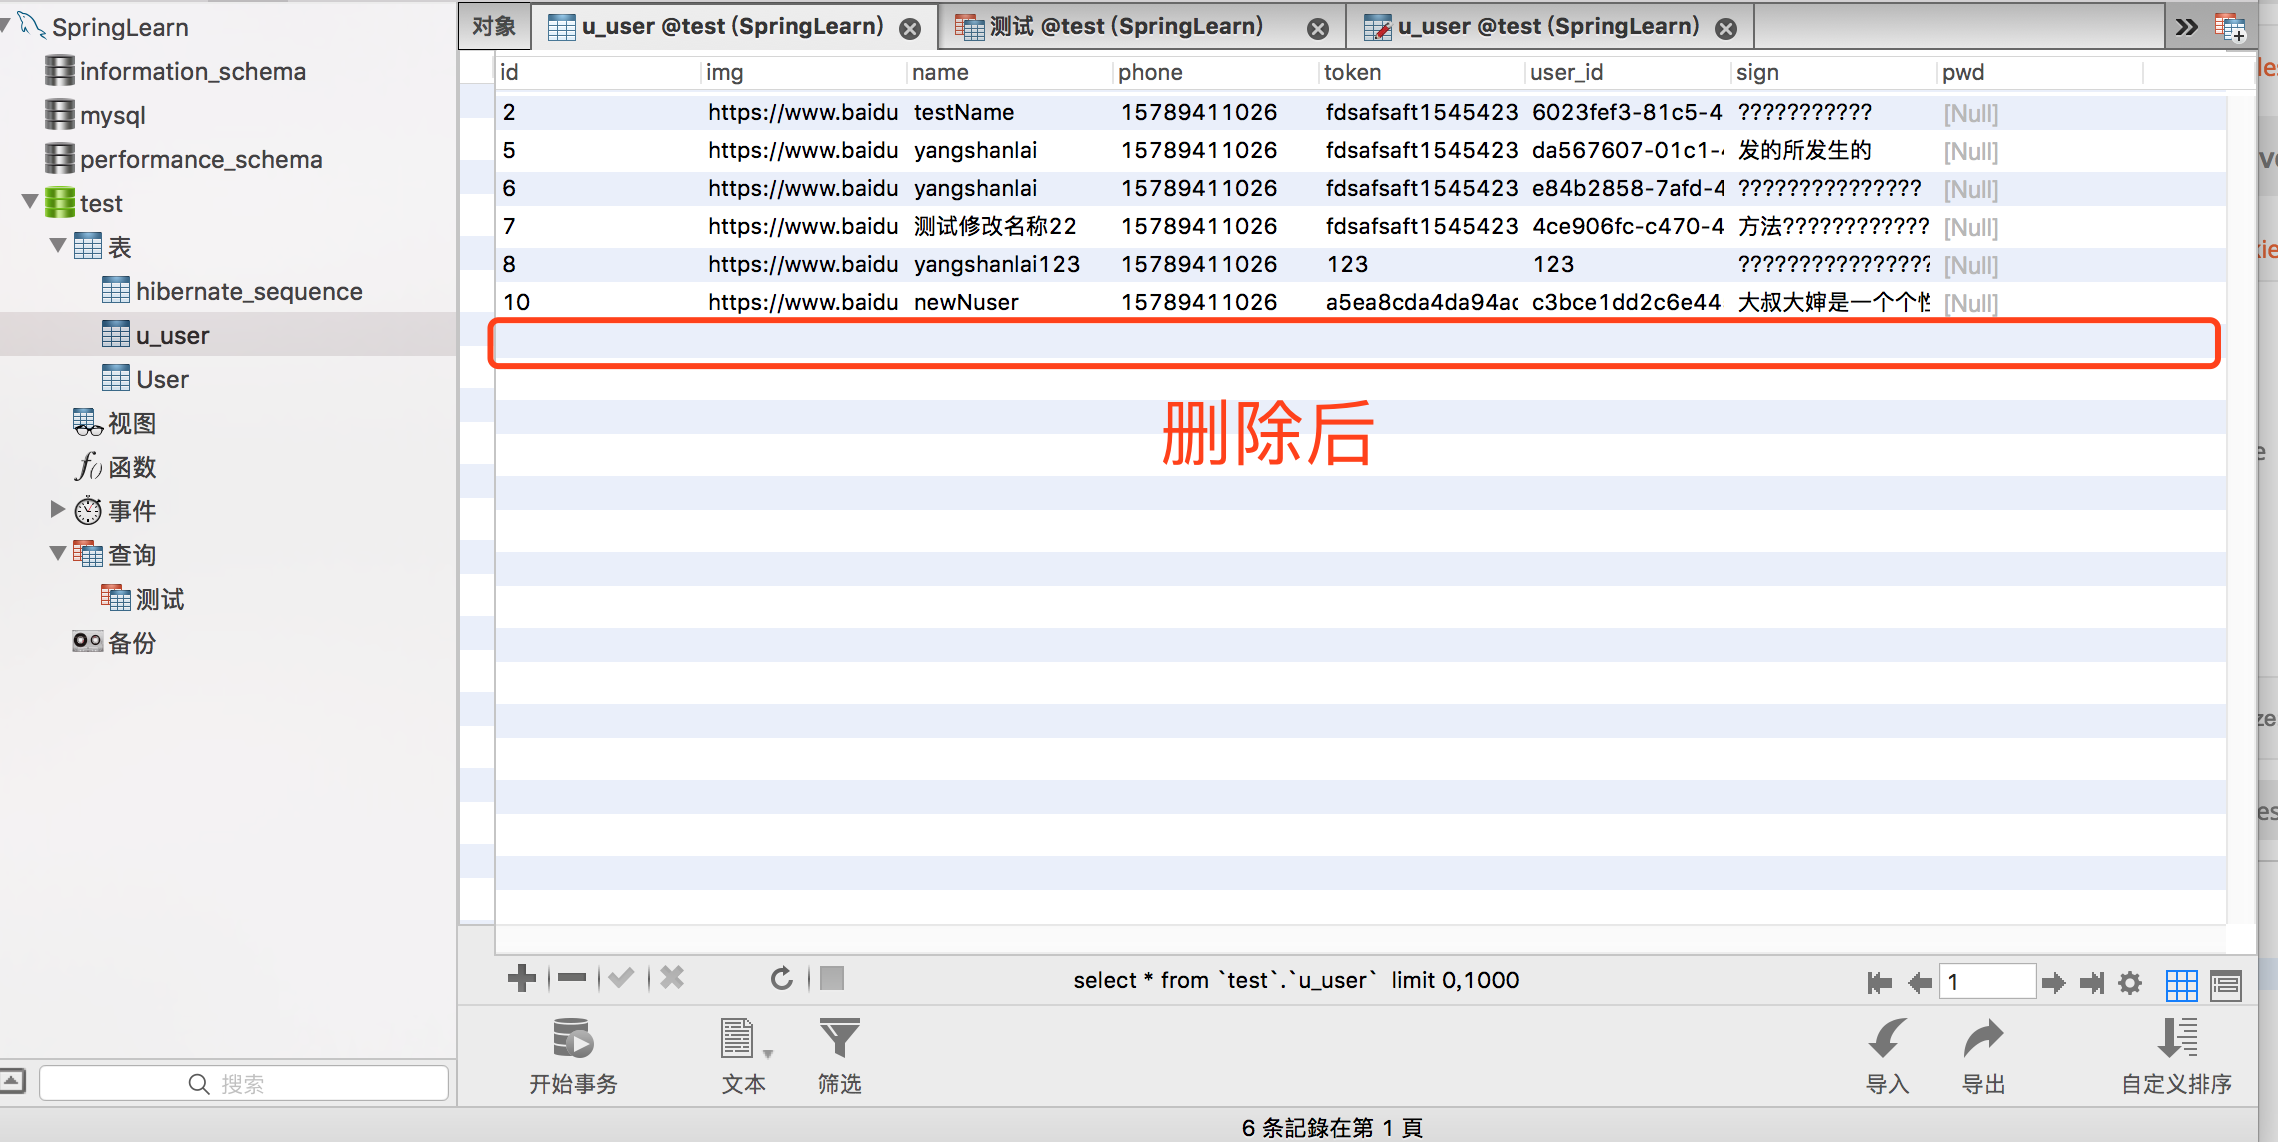 SpringLearn
information_schema
mysql
performance_schema
test
表
hibernate_sequence
u_user
User
视图
函数
事件
查询
测试
备份
搜索
对象 u_user @test (SpringLearn) 测试 @test (SpringLearn) u_user @test (SpringLearn)
id img name phone token user_id sign pwd
2 https://www.baidu testName 15789411026 fdsafsaft1545423 6023fef3-81c5-4 ??????????? [Null]
5 https://www.baidu yangshanlai 15789411026 fdsafsaft1545423 da567607-01c1-4 发的所发生的 [Null]
6 https://www.baidu yangshanlai 15789411026 fdsafsaft1545423 e84b2858-7afd-4 ??????????????? [Null]
7 https://www.baidu 测试修改名称22 15789411026 fdsafsaft1545423 4ce906fc-c470-4 方法???????????? [Null]
8 https://www.baidu yangshanlai123 15789411026 123 123 ???????????????? [Null]
10 https://www.baidu newNuser 15789411026 a5ea8cda4da94ac c3bce1dd2c6e44 大叔大婶是一个个性 [Null]
删除后
select * from `test`.`u_user` limit 0,1000
1
开始事务 文本 筛选 导入 导出 自定义排序
6 条記錄在第 1 頁